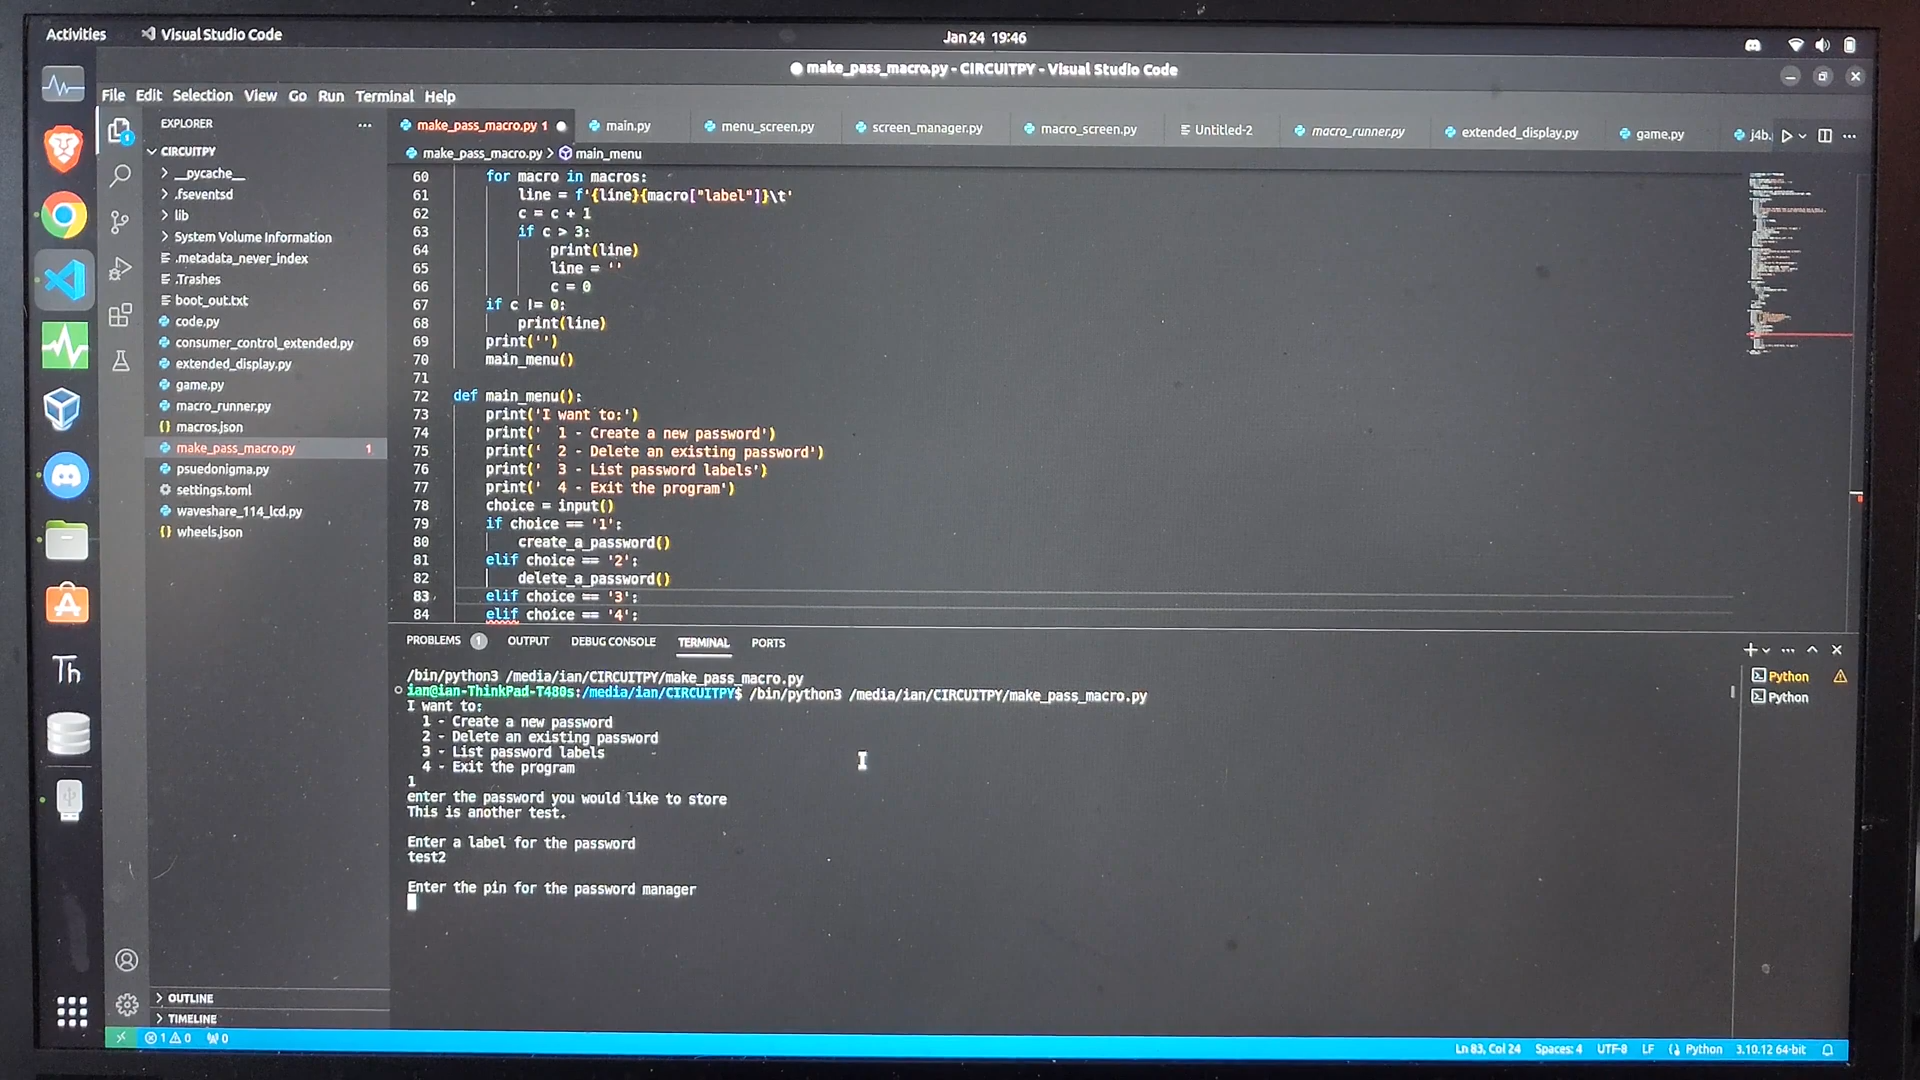 Activities
Visual Studio Code
Jan 24 19:46
make_pass_macro.py - CIRCUITPY - Visual Studio Code
File Edit Selection View Go Run Terminal Help
EXPLORER
CIRCUITPY
__pycache__
.fseventsd
lib
System Volume Information
.metadata_never_index
.Trashes
boot_out.txt
code.py
consumer_control_extended.py
extended_display.py
game.py
macro_runner.py
macros.json
make_pass_macro.py 1
psuedonigma.py
settings.toml
waveshare_114_lcd.py
wheels.json
OUTLINE
TIMELINE
make_pass_macro.py 1
main.py
menu_screen.py
screen_manager.py
macro_screen.py
Untitled-2
macro_runner.py
extended_display.py
game.py
j4b.
make_pass_macro.py > main_menu
60 for macro in macros:
61 line = f'{line}{macro["label"]}\t'
62 c = c + 1
63 if c > 3:
64 print(line)
65 line = ''
66 c = 0
67 if c != 0:
68 print(line)
69 print('')
70 main_menu()
71
72 def main_menu():
73 print('I want to:')
74 print('  1 - Create a new password')
75 print('  2 - Delete an existing password')
76 print('  3 - List password labels')
77 print('  4 - Exit the program')
78 choice = input()
79 if choice == '1':
80 create_a_password()
81 elif choice == '2':
82 delete_a_password()
83 elif choice == '3':
84 elif choice == '4':
PROBLEMS 1 OUTPUT DEBUG CONSOLE TERMINAL PORTS
/bin/python3 /media/ian/CIRCUITPY/make_pass_macro.py
ian@ian-ThinkPad-T480s:/media/ian/CIRCUITPY$ /bin/python3 /media/ian/CIRCUITPY/make_pass_macro.py
I want to:
1 - Create a new password
2 - Delete an existing password
3 - List password labels
4 - Exit the program
1
enter the password you would like to store
This is another test.
Enter a label for the password
test2
Enter the pin for the password manager
Python
Python
Th
1 0 0
Ln 83, Col 24 Spaces: 4 UTF-8 LF Python 3.10.12 64-bit